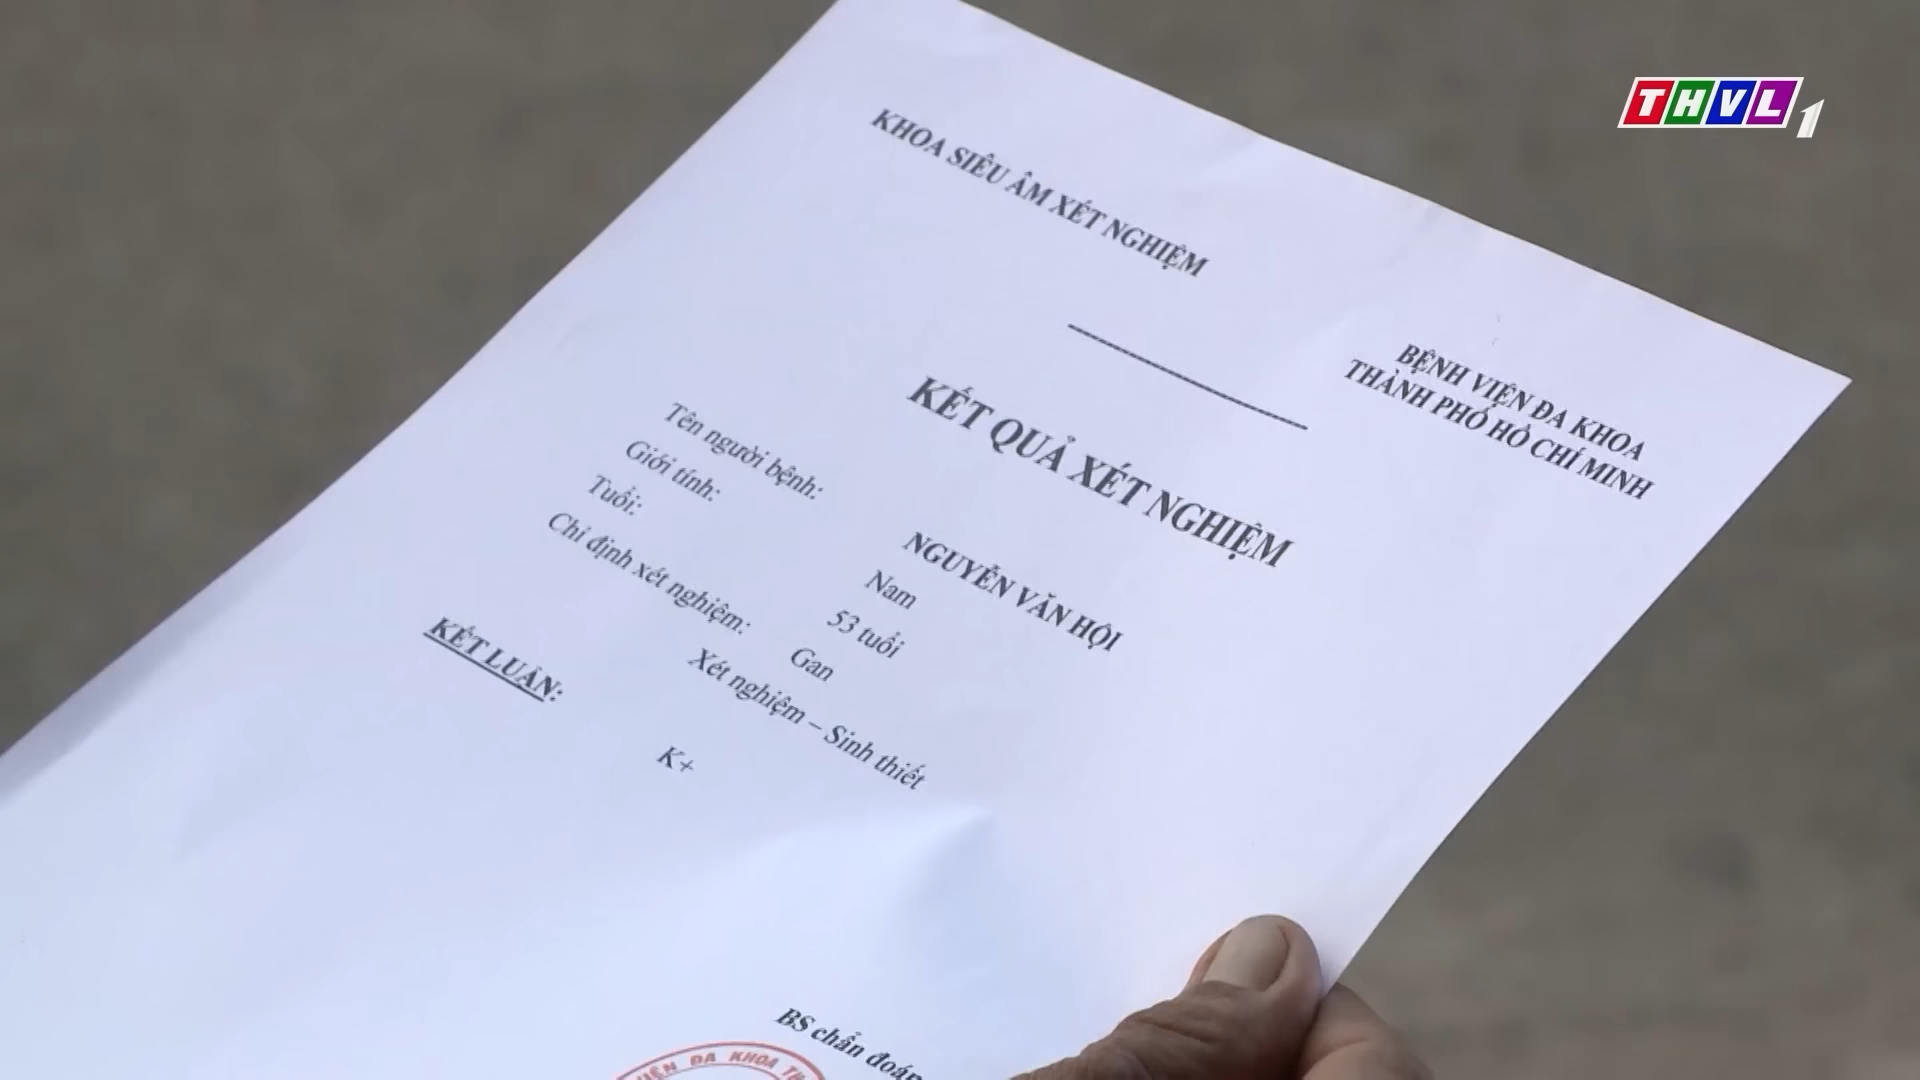 THVL1
KHOA SIÊU ÂM XÉT NGHIỆM
BỆNH VIỆN ĐA KHOA
THÀNH PHỐ HỒ CHÍ MINH
KẾT QUẢ XÉT NGHIỆM
Tên người bệnh: NGUYỄN VĂN HỘI
Giới tính: Nam
Tuổi: 53 tuổi
Chỉ định xét nghiệm: Gan
Xét nghiệm – Sinh thiết
KẾT LUẬN:
K+
BS chẩn đoán
ĐA KHOA